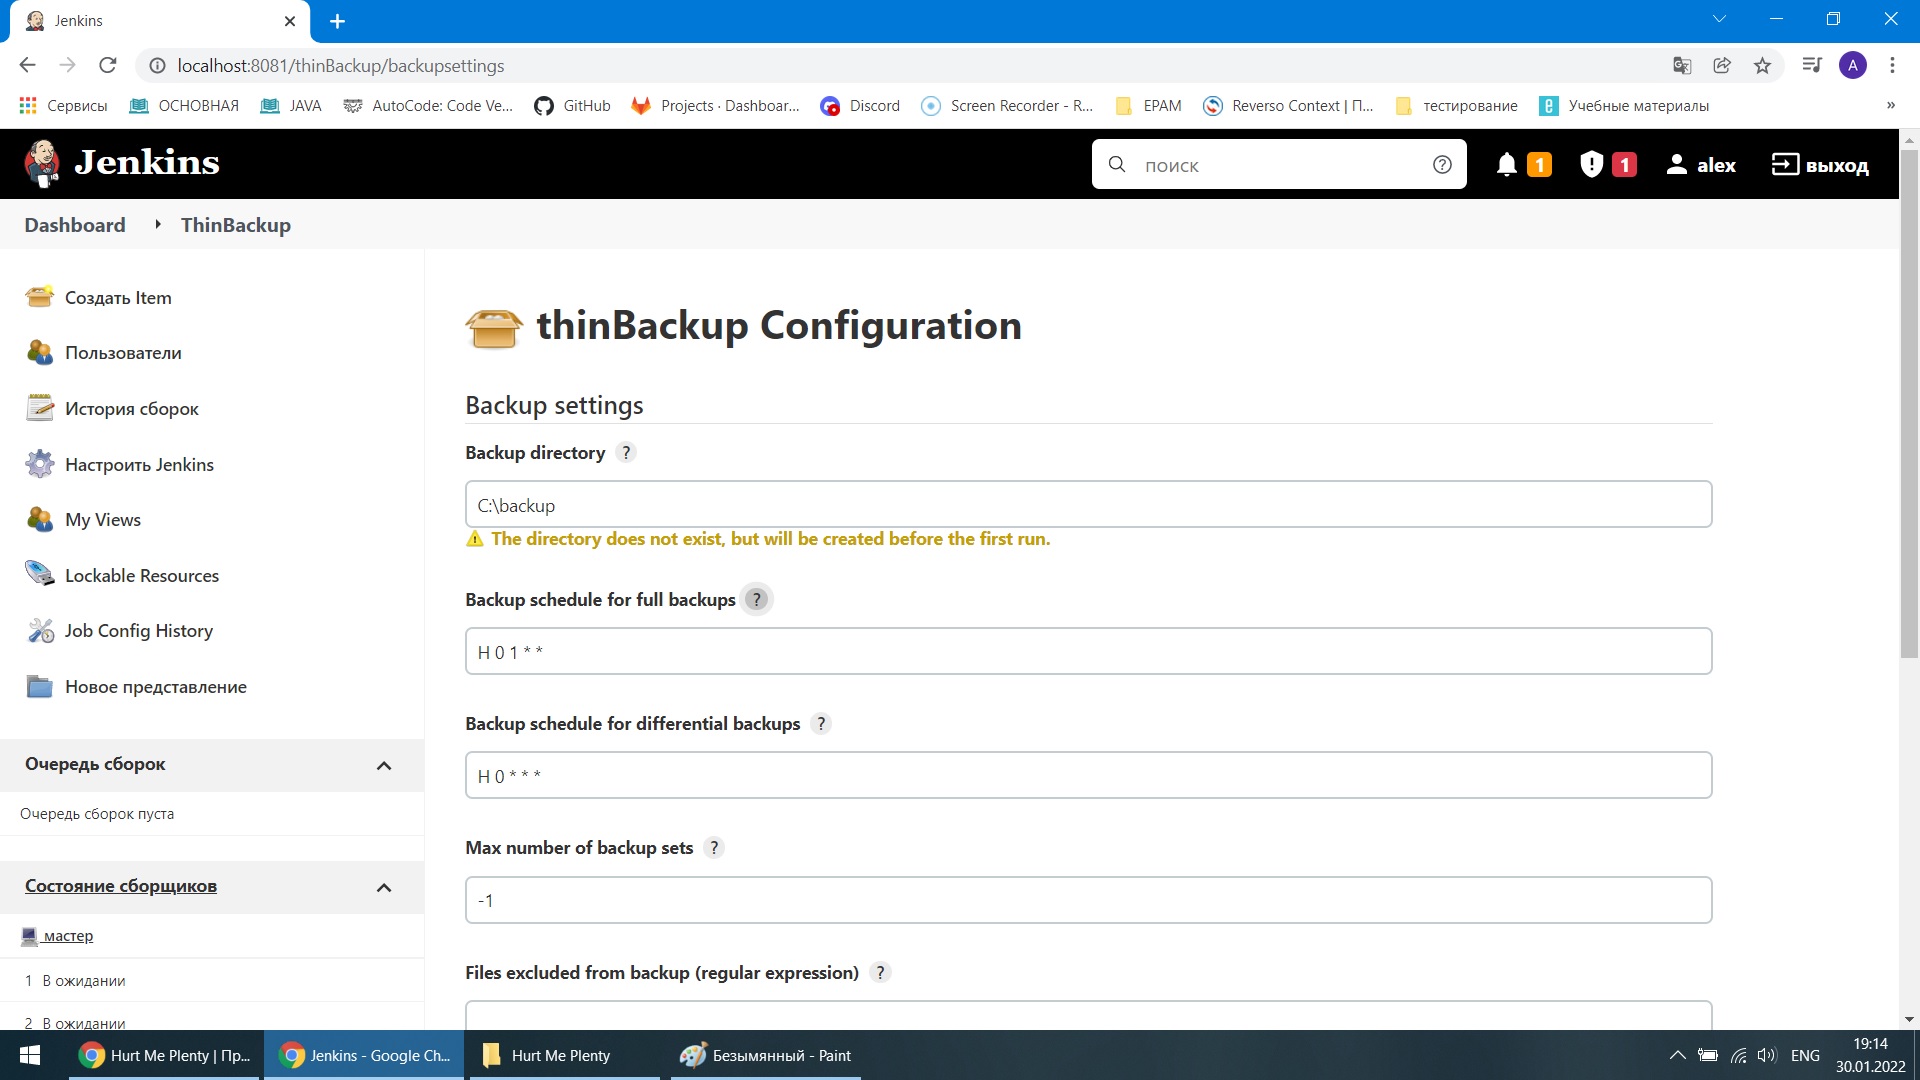 Jenkins
localhost:8081/thinBackup/backupsettings
A
Сервисы ОСНОВНАЯ JAVA AutoCode: Code Ve... GitHub Projects · Dashboar... Discord Screen Recorder - R... EPAM Reverso Context | П... тестирование Учебные материалы »
Jenkins поиск 1 1 alex выход
Dashboard ThinBackup
Создать Item
Пользователи
История сборок
Настроить Jenkins
My Views
Lockable Resources
Job Config History
Новое представление
Очередь сборок
Очередь сборок пуста
Состояние сборщиков
мастер
1 В ожидании
2 В ожидании
thinBackup Configuration
Backup settings
Backup directory ?
C:\backup
The directory does not exist, but will be created before the first run.
Backup schedule for full backups ?
H 0 1 * *
Backup schedule for differential backups ?
H 0 * * *
Max number of backup sets ?
-1
Files excluded from backup (regular expression) ?
Hurt Me Plenty | Пр... Jenkins - Google Ch... Hurt Me Plenty Безымянный - Paint ENG
19:14
30.01.2022